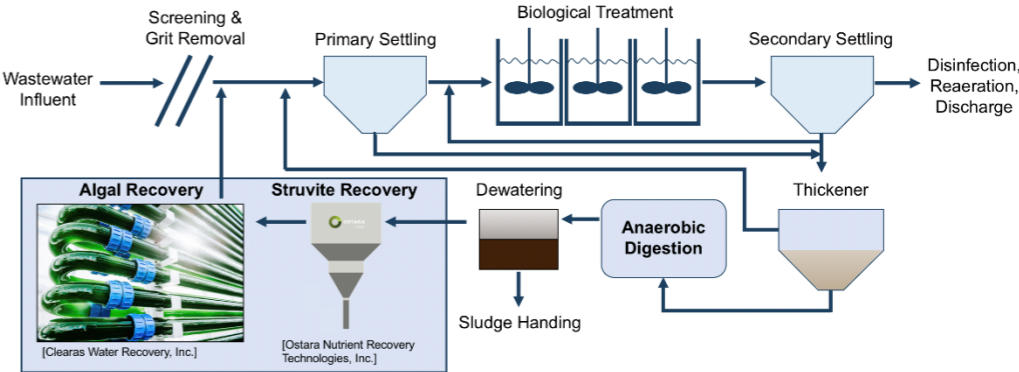 Screening &
Grit Removal
Primary Settling
Biological Treatment
Secondary Settling
Wastewater
Influent
Disinfection,
Reaeration,
Discharge
Algal Recovery
Struvite Recovery
Dewatering
Thickener
OSTARA
Anaerobic
Digestion
Sludge Handing
[Clearas Water Recovery, Inc.]
[Ostara Nutrient Recovery
Technologies, Inc.]